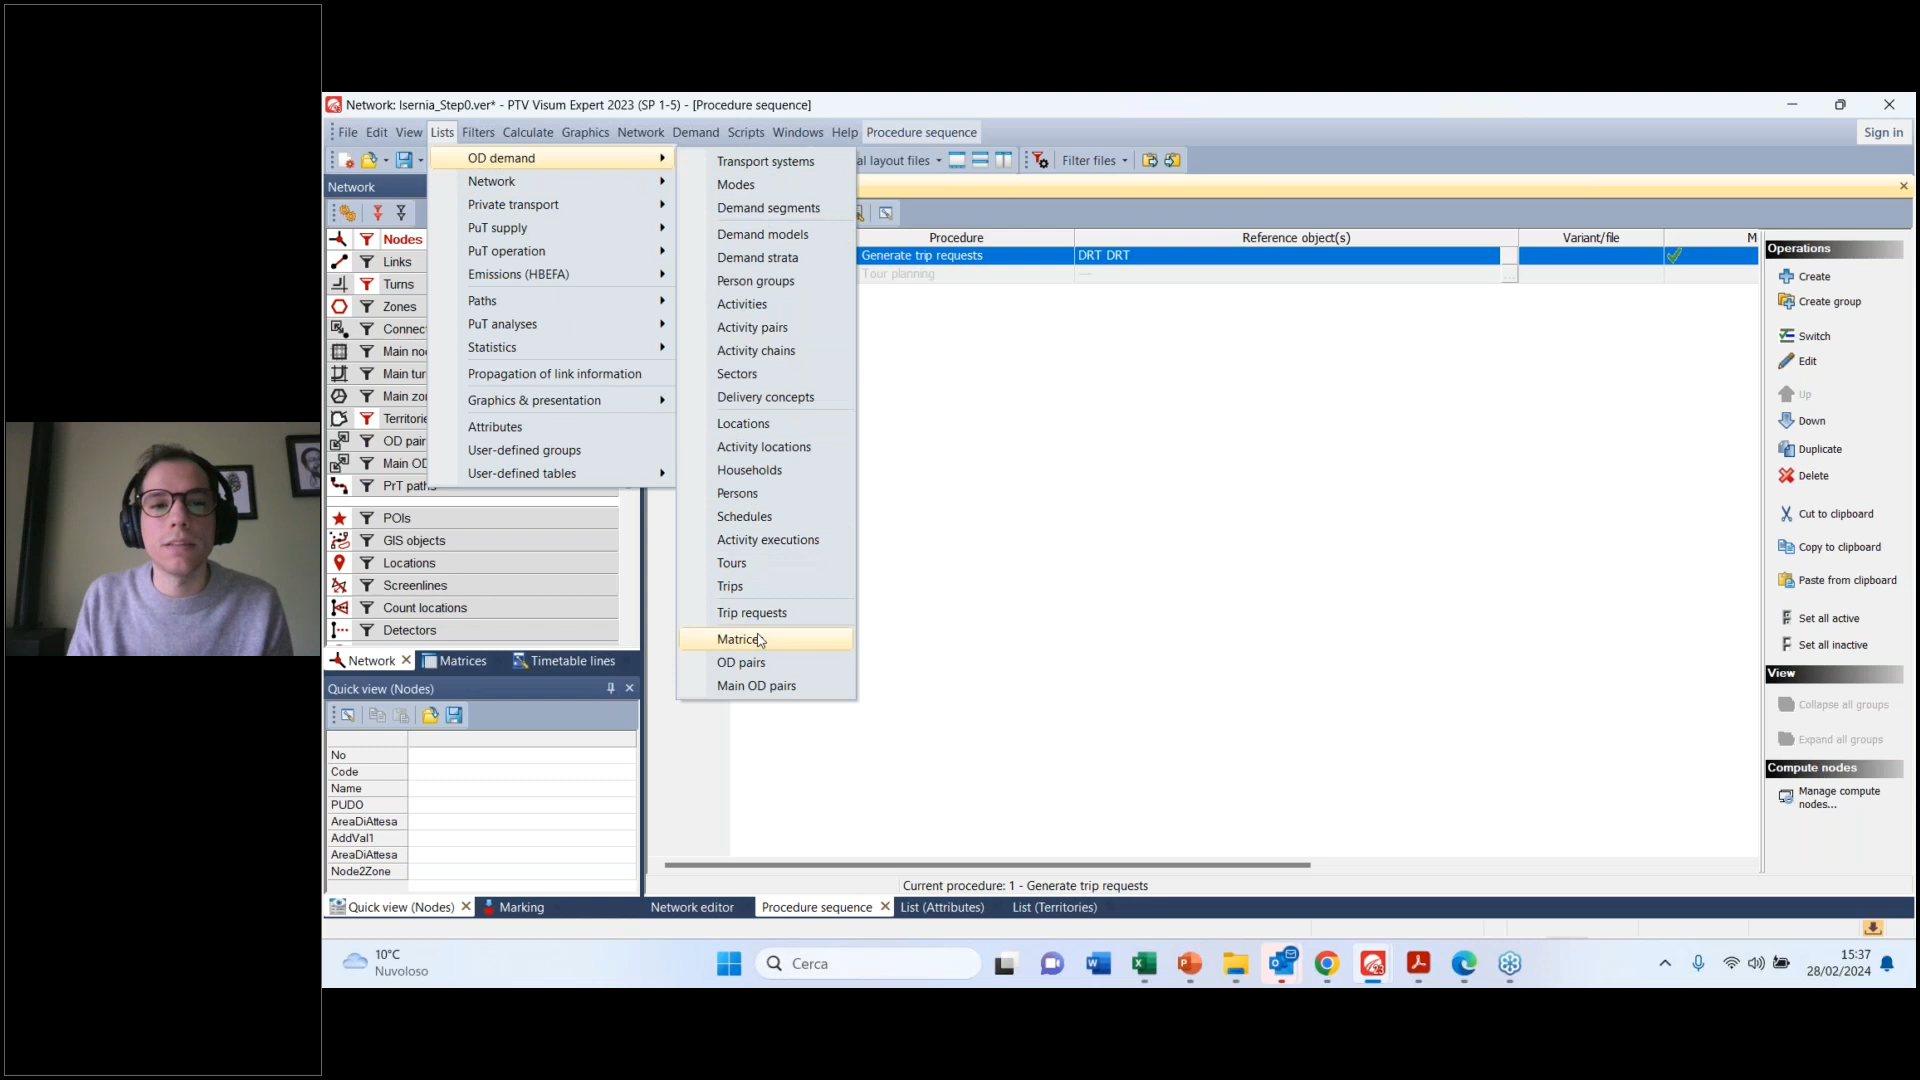 Network: Isernia_Step0.ver* - PTV Visum Expert 2023 (SP 1-5) - [Procedure sequence]
File Edit View Lists Filters Calculate Graphics Network Demand Scripts Windows Help Procedure sequence
Sign in
al layout files
Filter files
Network
Nodes
Links
Turns
Zones
Connec
Main no
Main tur
Main zo
Territorie
OD pair
Main OD
PrT path
POIs
GIS objects
Locations
Screenlines
Count locations
Detectors
OD demand
Network
Private transport
PuT supply
PuT operation
Emissions (HBEFA)
Paths
PuT analyses
Statistics
Propagation of link information
Graphics & presentation
Attributes
User-defined groups
User-defined tables
Transport systems
Modes
Demand segments
Demand models
Demand strata
Person groups
Activities
Activity pairs
Activity chains
Sectors
Delivery concepts
Locations
Activity locations
Households
Persons
Schedules
Activity executions
Tours
Trips
Trip requests
Matrices
OD pairs
Main OD pairs
Procedure Reference object(s) Variant/file M
Generate trip requests DRT DRT
Tour planning —
Operations
Create
Create group
Switch
Edit
Up
Down
Duplicate
Delete
Cut to clipboard
Copy to clipboard
Paste from clipboard
Set all active
Set all inactive
View
Collapse all groups
Expand all groups
Compute nodes
Manage compute
nodes...
Network Matrices Timetable lines
Quick view (Nodes)
No
Code
Name
PUDO
AreaDiAttesa
AddVal1
AreaDiAttesa
Node2Zone
Current procedure: 1 - Generate trip requests
Quick view (Nodes) Marking Network editor Procedure sequence List (Attributes) List (Territories)
10°C
Nuvoloso
Cerca
15:37
28/02/2024